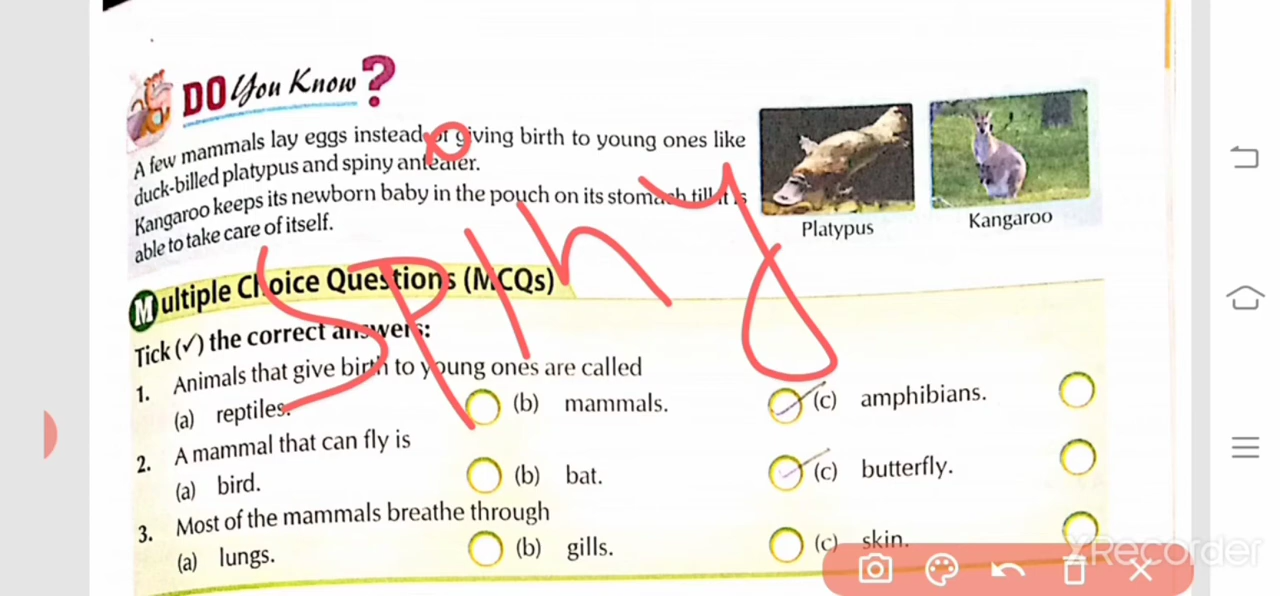 DO You Know?
A few mammals lay eggs instead of giving birth to young ones like
duck-billed platypus and spiny anteater.
Kangaroo keeps its newborn baby in the pouch on its stomach till it is
able to take care of itself.
Platypus
Kangaroo
SPIny
Multiple Choice Questions (MCQs)
Tick (✓) the correct answers:
1. Animals that give birth to young ones are called
(a) reptiles. (b) mammals. (c) amphibians.
2. A mammal that can fly is
(a) bird. (b) bat. (c) butterfly.
3. Most of the mammals breathe through
(a) lungs. (b) gills. (c) skin.
XRecorder